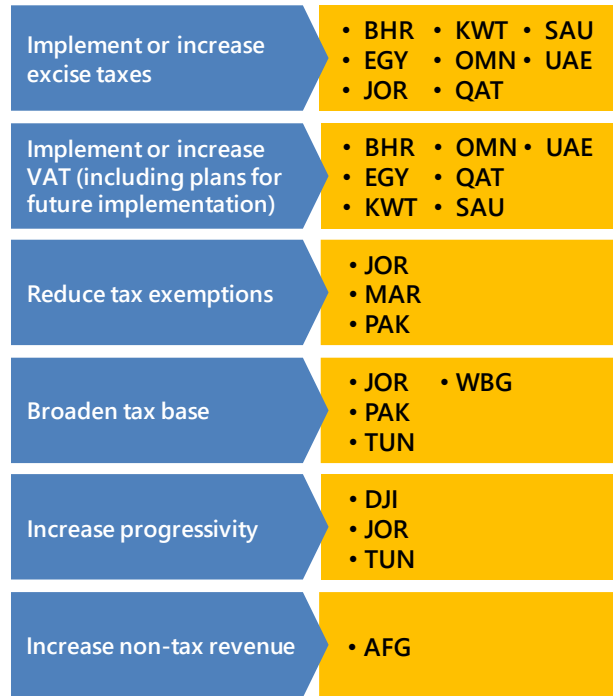 Implement or increase
excise taxes
• BHR • KWT • SAU
• EGY • OMN • UAE
• JOR • QAT
Implement or increase
VAT (including plans for
future implementation)
• BHR • OMN • UAE
• EGY • QAT
• KWT • SAU
Reduce tax exemptions
• JOR
• MAR
• PAK
Broaden tax base
• JOR • WBG
• PAK
• TUN
Increase progressivity
• DJI
• JOR
• TUN
Increase non-tax revenue
• AFG